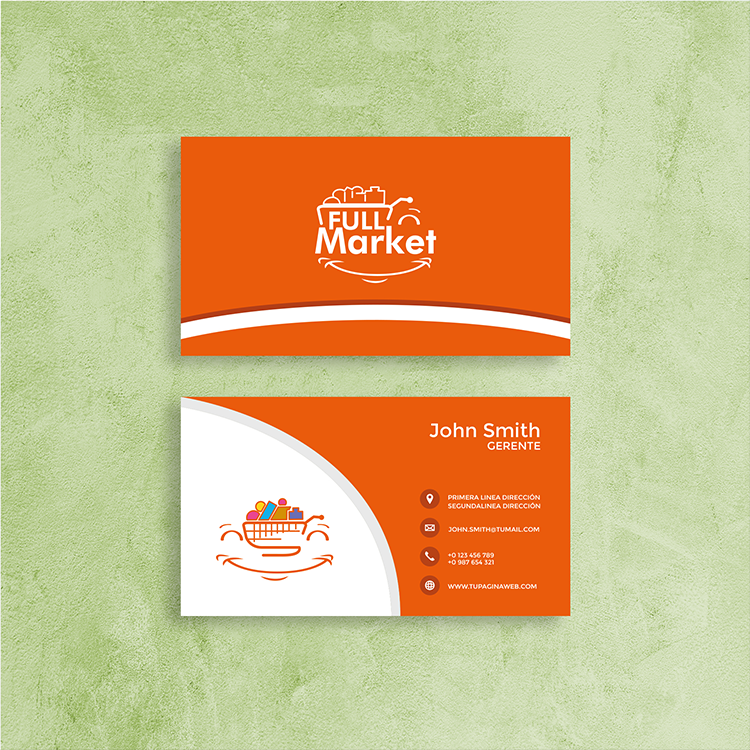 FULL
Market
John Smith
GERENTE
PRIMERA LINEA DIRECCIÓN
SEGUNDALINEA DIRECCIÓN
JOHN.SMITH@TUMAIL.COM
+0 123 456 789
+0 987 654 321
WWW.TUPAGINAWEB.COM